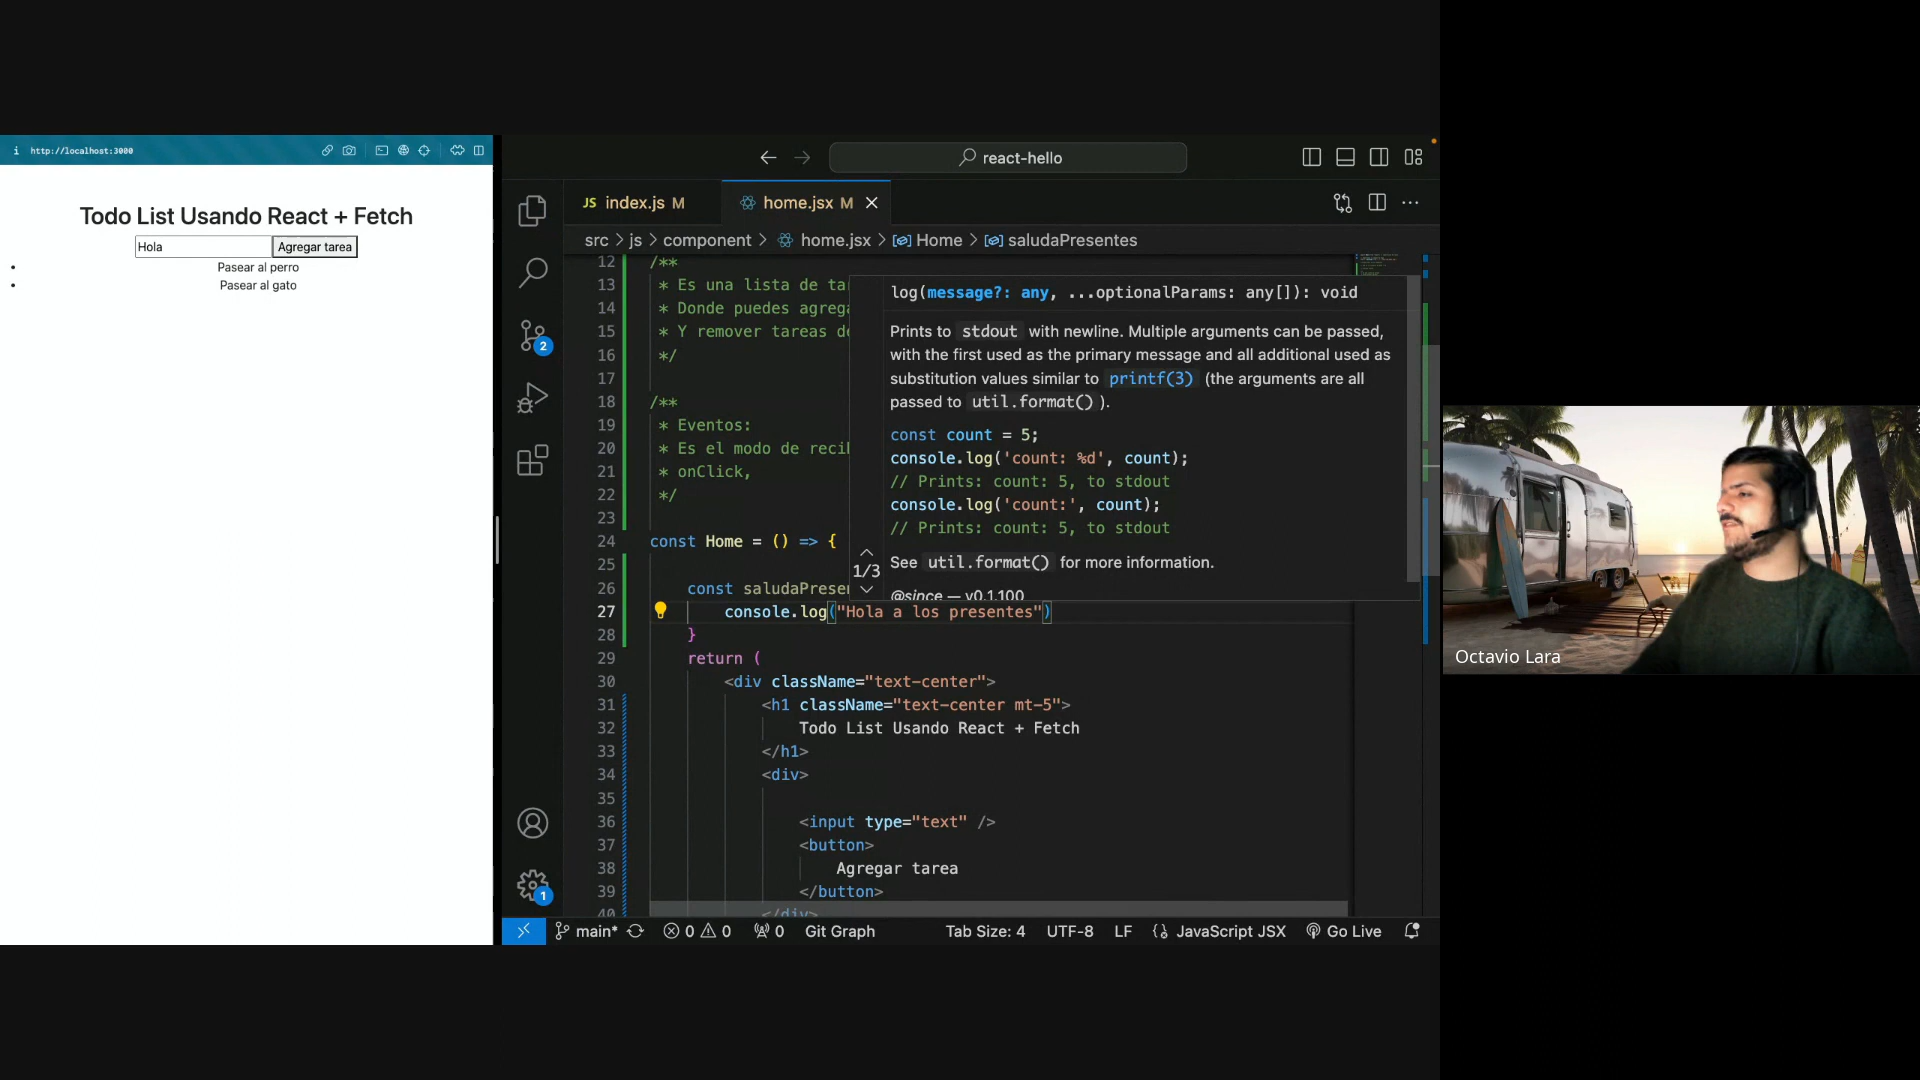 http://localhost:3000
Todo List Usando React + Fetch
Hola
Agregar tarea
Pasear al perro
Pasear al gato
react-hello
JS index.js M
home.jsx M
src > js > component > home.jsx > Home > saludaPresentes
12 /**
13 * Es una lista de ta
14 * Donde puedes agrega
15 * Y remover tareas de
16 */
17
18 /**
19 * Eventos:
20 * Es el modo de recib
21 * onClick,
22 */
23
24 const Home = () => {
25
26 const saludaPrese
27 console.log("Hola a los presentes")
28 }
29 return (
30 <div className="text-center">
31 <h1 className="text-center mt-5">
32 Todo List Usando React + Fetch
33 </h1>
34 <div>
35
36 <input type="text" />
37 <button>
38 Agregar tarea
39 </button>
40 </div>
log(message?: any, ...optionalParams: any[]): void
Prints to stdout with newline. Multiple arguments can be passed,
with the first used as the primary message and all additional used as
substitution values similar to printf(3) (the arguments are all
passed to util.format() ).
const count = 5;
console.log('count: %d', count);
// Prints: count: 5, to stdout
console.log('count:', count);
// Prints: count: 5, to stdout
1/3
See util.format() for more information.
@since — v0.1.100
2
1
main* 0 0 0 Git Graph Tab Size: 4 UTF-8 LF JavaScript JSX Go Live
Octavio Lara